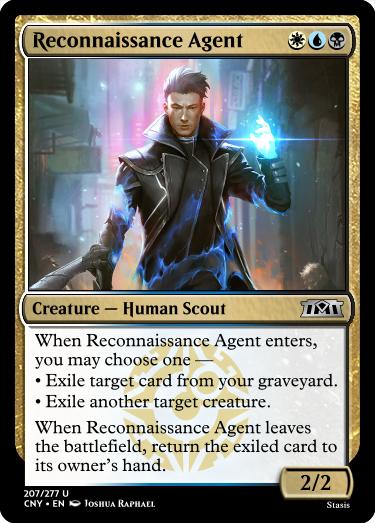 Reconnaissance Agent
Creature — Human Scout
When Reconnaissance Agent enters,
you may choose one —
• Exile target card from your graveyard.
• Exile another target creature.
When Reconnaissance Agent leaves
the battlefield, return the exiled card to
its owner's hand.
2/2
207/277 U
CNY • EN Joshua Raphael
Stasis